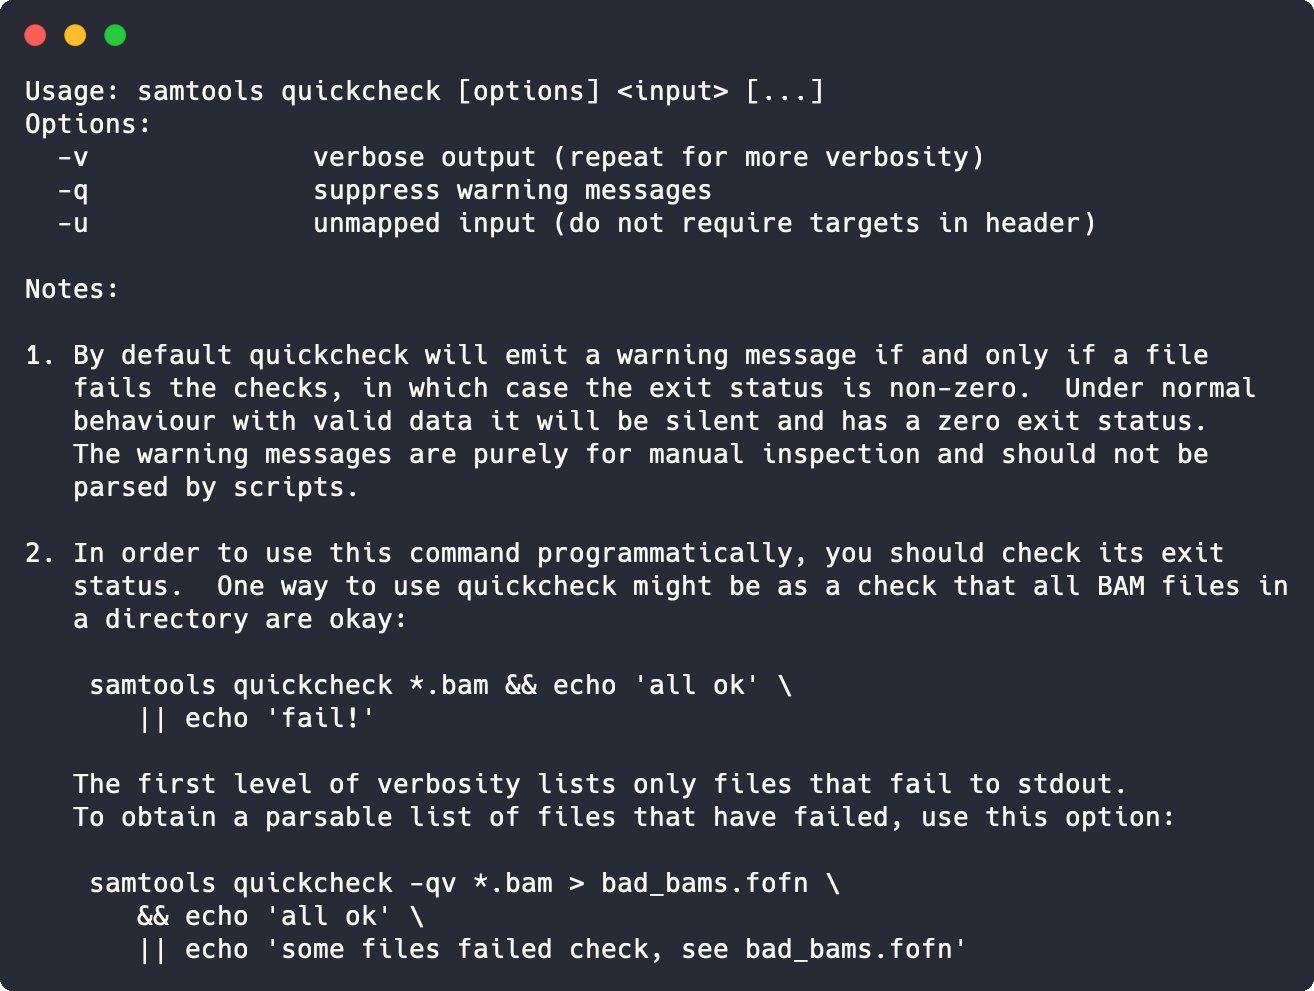 Usage: samtools quickcheck [options] <input> [...]
Options:
  -v              verbose output (repeat for more verbosity)
  -q              suppress warning messages
  -u              unmapped input (do not require targets in header)

Notes:

1. By default quickcheck will emit a warning message if and only if a file
   fails the checks, in which case the exit status is non-zero.  Under normal
   behaviour with valid data it will be silent and has a zero exit status.
   The warning messages are purely for manual inspection and should not be
   parsed by scripts.

2. In order to use this command programmatically, you should check its exit
   status.  One way to use quickcheck might be as a check that all BAM files in
   a directory are okay:

    samtools quickcheck *.bam && echo 'all ok' \
       || echo 'fail!'

   The first level of verbosity lists only files that fail to stdout.
   To obtain a parsable list of files that have failed, use this option:

    samtools quickcheck -qv *.bam > bad_bams.fofn \
       && echo 'all ok' \
       || echo 'some files failed check, see bad_bams.fofn'